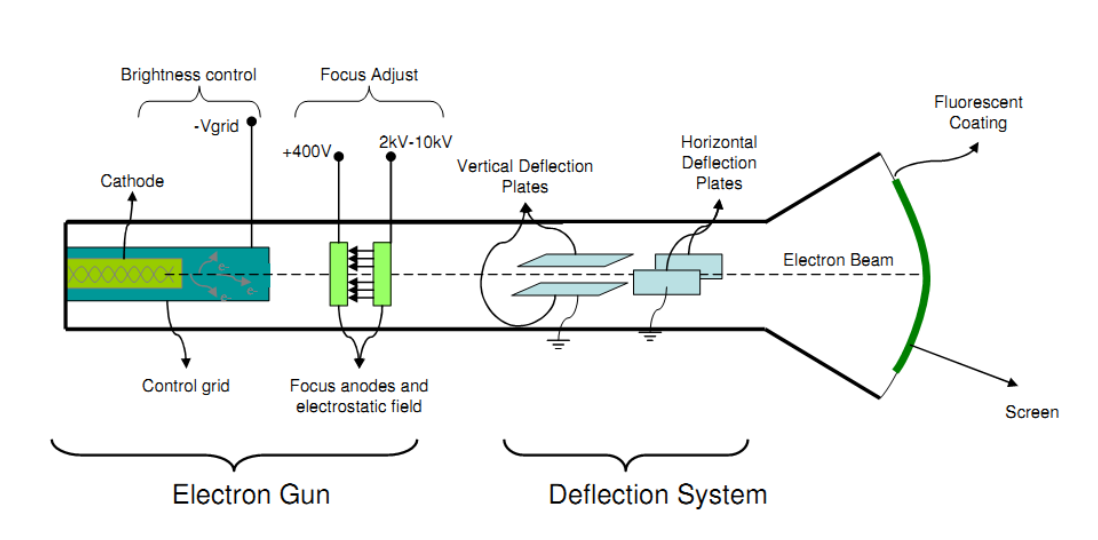 Brightness control
Focus Adjust
Fluorescent
Coating
-Vgrid
+400V
2kV-10kV
Horizontal
Deflection
Plates
Vertical Deflection
Plates
Cathode
e-
e-
e-
Electron Beam
Control grid
Focus anodes and
electrostatic field
Screen
Electron Gun
Deflection System